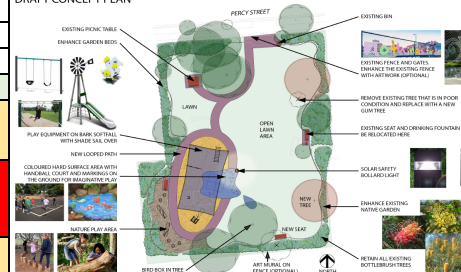 DRAFT CONCEPT PLAN
PERCY STREET
EXISTING PICNIC TABLE
ENHANCE GARDEN BEDS
LAWN
OPEN
LAWN
AREA
PLAY EQUIPMENT ON BARK SOFTFALL
WITH SHADE SAIL OVER
NEW LOOPED PATH
COLOURED HARD SURFACE AREA WITH
HANDBALL COURT AND MARKINGS ON
THE GROUND FOR IMAGINATIVE PLAY
NATURE PLAY AREA
BIRD BOX IN TREE
ART MURAL ON
FENCE (OPTIONAL)
NEW SEAT
NEW
TREE
NORTH
EXISTING BIN
EXISTING FENCE AND GATES.
ENHANCE THE EXISTING FENCE
WITH ARTWORK (OPTIONAL)
REMOVE EXISTING TREE THAT IS IN POOR
CONDITION AND REPLACE WITH A NEW
GUM TREE
EXISTING SEAT AND DRINKING FOUNTAIN
BE RELOCATED HERE
SOLAR SAFETY
BOLLARD LIGHT
ENHANCE EXISTING
NATIVE GARDEN
RETAIN ALL EXISTING
BOTTLEBRUSH TREES